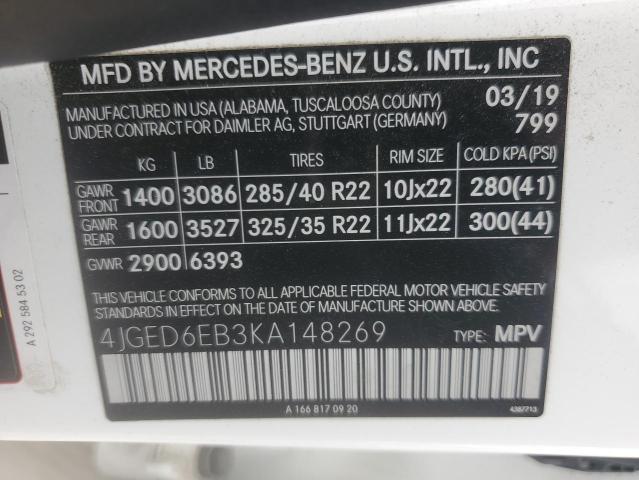 MFD BY MERCEDES-BENZ U.S. INTL., INC
MANUFACTURED IN USA (ALABAMA, TUSCALOOSA COUNTY) 03/19
UNDER CONTRACT FOR DAIMLER AG, STUTTGART (GERMANY) 799
KG LB TIRES RIM SIZE COLD KPA (PSI)
GAWR FRONT 1400 3086 285/40 R22 10Jx22 280(41)
GAWR REAR 1600 3527 325/35 R22 11Jx22 300(44)
GVWR 2900 6393
THIS VEHICLE CONFORMS TO ALL APPLICABLE FEDERAL MOTOR VEHICLE SAFETY
STANDARDS IN EFFECT ON THE DATE OF MANUFACTURE SHOWN ABOVE.
4JGED6EB3KA148269 TYPE: MPV
A 166 817 09 20
4387713
A 292 584 53 02